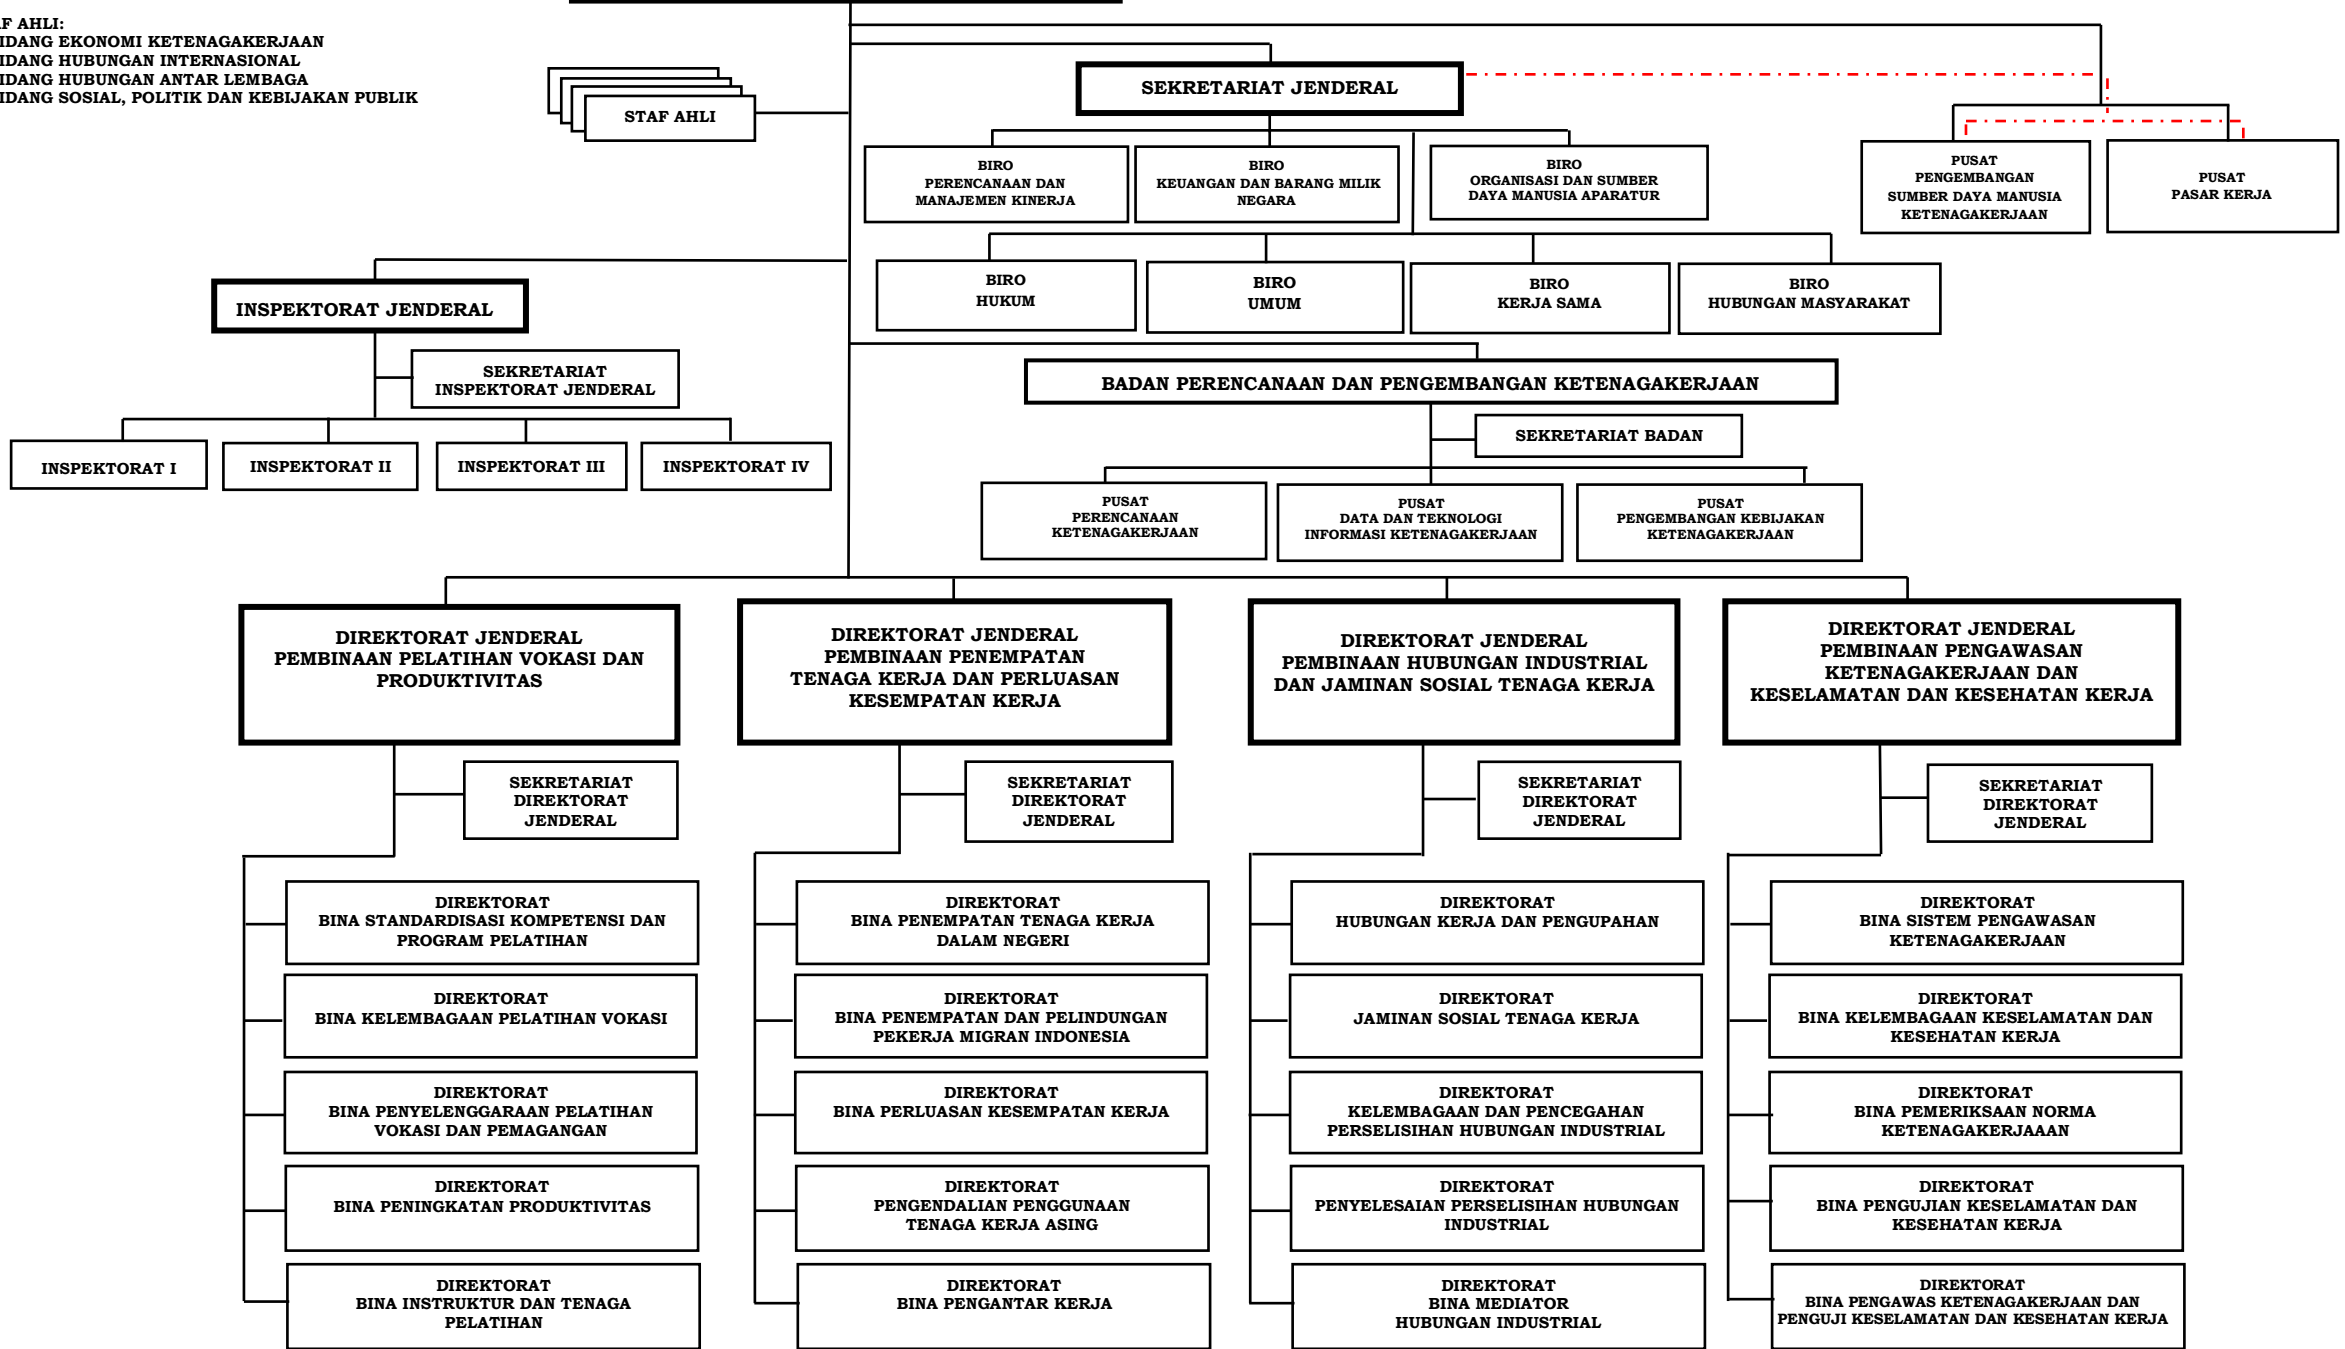 AF AHLI:
IDANG EKONOMI KETENAGAKERJAAN
IDANG HUBUNGAN INTERNASIONAL
IDANG HUBUNGAN ANTAR LEMBAGA
IDANG SOSIAL, POLITIK DAN KEBIJAKAN PUBLIK
STAF AHLI
SEKRETARIAT JENDERAL
BIRO
PERENCANAAN DAN
MANAJEMEN KINERJA
BIRO
KEUANGAN DAN BARANG MILIK
NEGARA
BIRO
ORGANISASI DAN SUMBER
DAYA MANUSIA APARATUR
PUSAT
PENGEMBANGAN
SUMBER DAYA MANUSIA
KETENAGAKERJAAN
PUSAT
PASAR KERJA
BIRO
HUKUM
BIRO
UMUM
BIRO
KERJA SAMA
BIRO
HUBUNGAN MASYARAKAT
INSPEKTORAT JENDERAL
SEKRETARIAT
INSPEKTORAT JENDERAL
INSPEKTORAT I
INSPEKTORAT II
INSPEKTORAT III
INSPEKTORAT IV
BADAN PERENCANAAN DAN PENGEMBANGAN KETENAGAKERJAAN
SEKRETARIAT BADAN
PUSAT
PERENCANAAN
KETENAGAKERJAAN
PUSAT
DATA DAN TEKNOLOGI
INFORMASI KETENAGAKERJAAN
PUSAT
PENGEMBANGAN KEBIJAKAN
KETENAGAKERJAAN
DIREKTORAT JENDERAL
PEMBINAAN PELATIHAN VOKASI DAN
PRODUKTIVITAS
SEKRETARIAT
DIREKTORAT
JENDERAL
DIREKTORAT
BINA STANDARDISASI KOMPETENSI DAN
PROGRAM PELATIHAN
DIREKTORAT
BINA KELEMBAGAAN PELATIHAN VOKASI
DIREKTORAT
BINA PENYELENGGARAAN PELATIHAN
VOKASI DAN PEMAGANGAN
DIREKTORAT
BINA PENINGKATAN PRODUKTIVITAS
DIREKTORAT
BINA INSTRUKTUR DAN TENAGA
PELATIHAN
DIREKTORAT JENDERAL
PEMBINAAN PENEMPATAN
TENAGA KERJA DAN PERLUASAN
KESEMPATAN KERJA
SEKRETARIAT
DIREKTORAT
JENDERAL
DIREKTORAT
BINA PENEMPATAN TENAGA KERJA
DALAM NEGERI
DIREKTORAT
BINA PENEMPATAN DAN PELINDUNGAN
PEKERJA MIGRAN INDONESIA
DIREKTORAT
BINA PERLUASAN KESEMPATAN KERJA
DIREKTORAT
PENGENDALIAN PENGGUNAAN
TENAGA KERJA ASING
DIREKTORAT
BINA PENGANTAR KERJA
DIREKTORAT JENDERAL
PEMBINAAN HUBUNGAN INDUSTRIAL
DAN JAMINAN SOSIAL TENAGA KERJA
SEKRETARIAT
DIREKTORAT
JENDERAL
DIREKTORAT
HUBUNGAN KERJA DAN PENGUPAHAN
DIREKTORAT
JAMINAN SOSIAL TENAGA KERJA
DIREKTORAT
KELEMBAGAAN DAN PENCEGAHAN
PERSELISIHAN HUBUNGAN INDUSTRIAL
DIREKTORAT
PENYELESAIAN PERSELISIHAN HUBUNGAN
INDUSTRIAL
DIREKTORAT
BINA MEDIATOR
HUBUNGAN INDUSTRIAL
DIREKTORAT JENDERAL
PEMBINAAN PENGAWASAN
KETENAGAKERJAAN DAN
KESELAMATAN DAN KESEHATAN KERJA
SEKRETARIAT
DIREKTORAT
JENDERAL
DIREKTORAT
BINA SISTEM PENGAWASAN
KETENAGAKERJAAN
DIREKTORAT
BINA KELEMBAGAAN KESELAMATAN DAN
KESEHATAN KERJA
DIREKTORAT
BINA PEMERIKSAAN NORMA
KETENAGAKERJAAAN
DIREKTORAT
BINA PENGUJIAN KESELAMATAN DAN
KESEHATAN KERJA
DIREKTORAT
BINA PENGAWAS KETENAGAKERJAAN DAN
PENGUJI KESELAMATAN DAN KESEHATAN KERJA